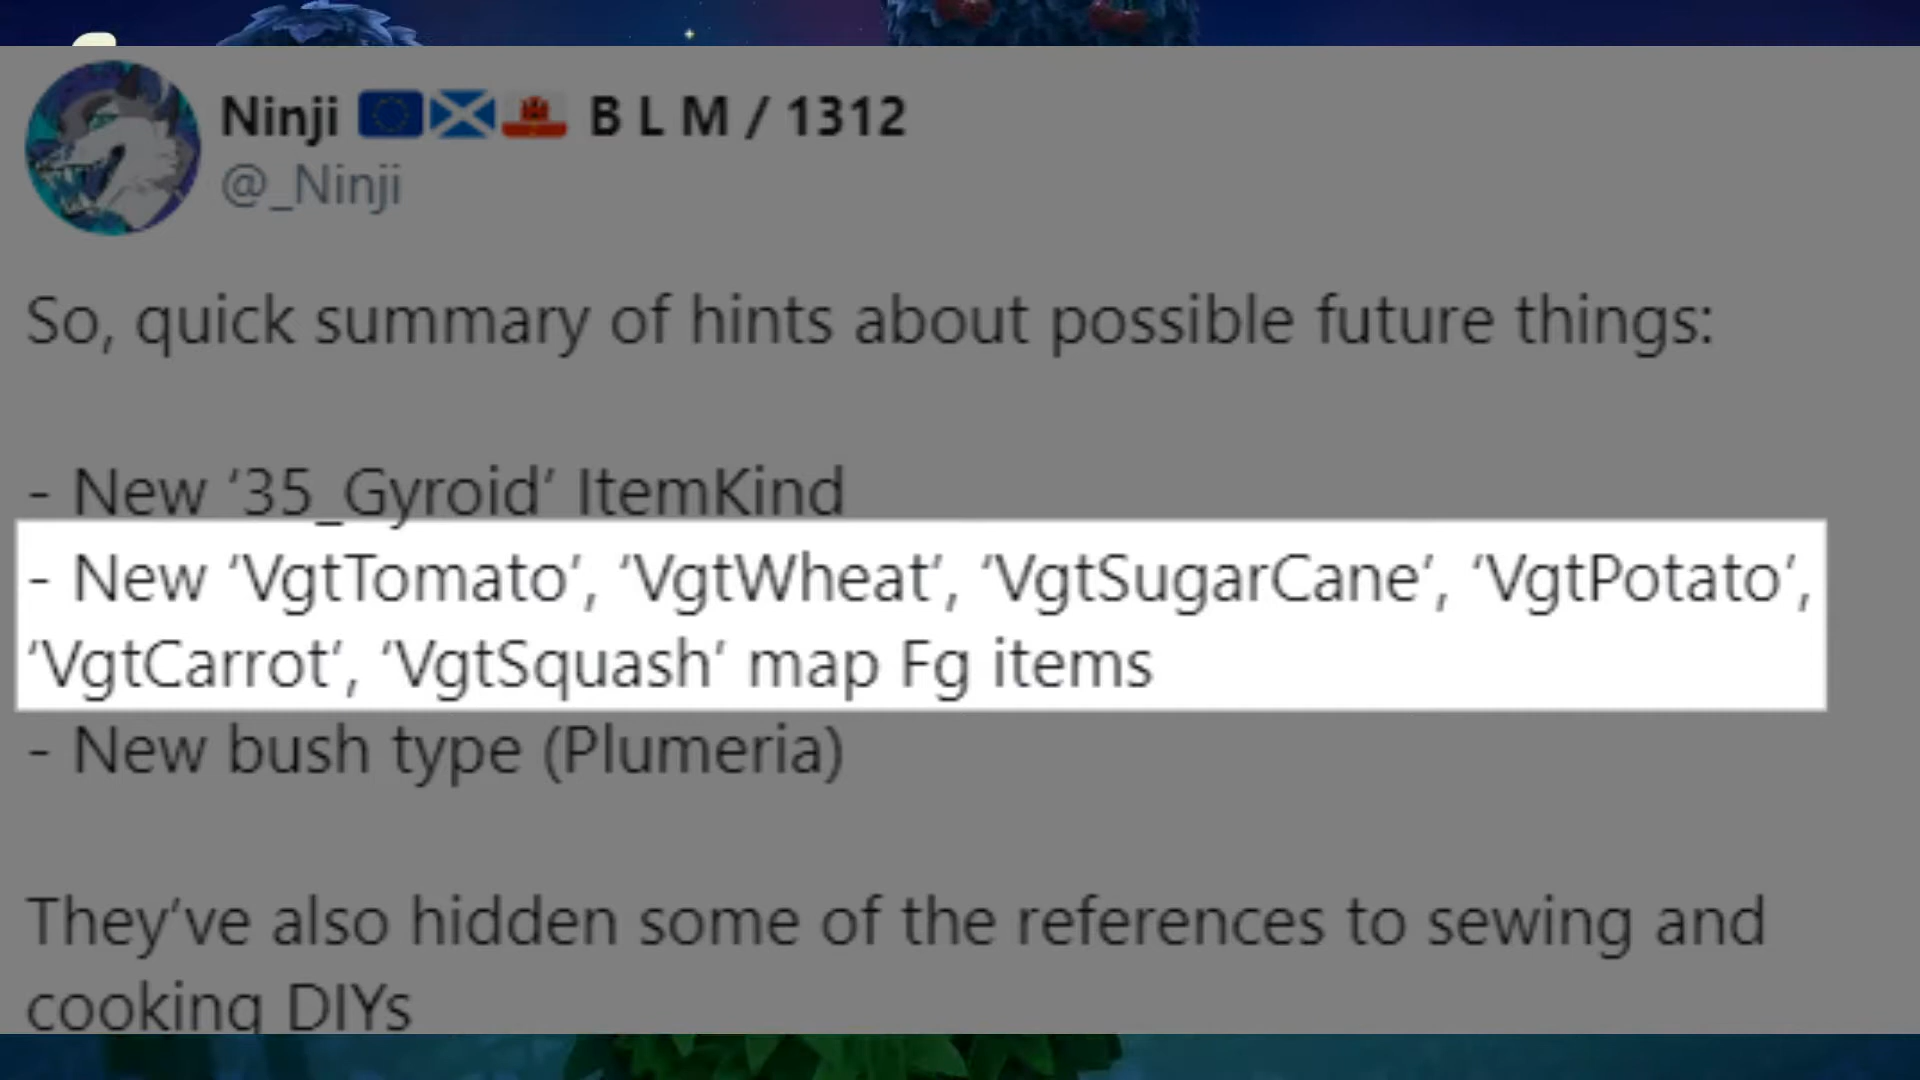 Ninji 🇪🇺🏴󠁧󠁢󠁳󠁣󠁴󠁿🇬🇮 B L M / 1312
@_Ninji
So, quick summary of hints about possible future things:
- New ‘35_Gyroid’ ItemKind
- New ‘VgtTomato’, ‘VgtWheat’, ‘VgtSugarCane’, ‘VgtPotato’,
‘VgtCarrot’, ‘VgtSquash’ map Fg items
- New bush type (Plumeria)
They’ve also hidden some of the references to sewing and
cooking DIYs